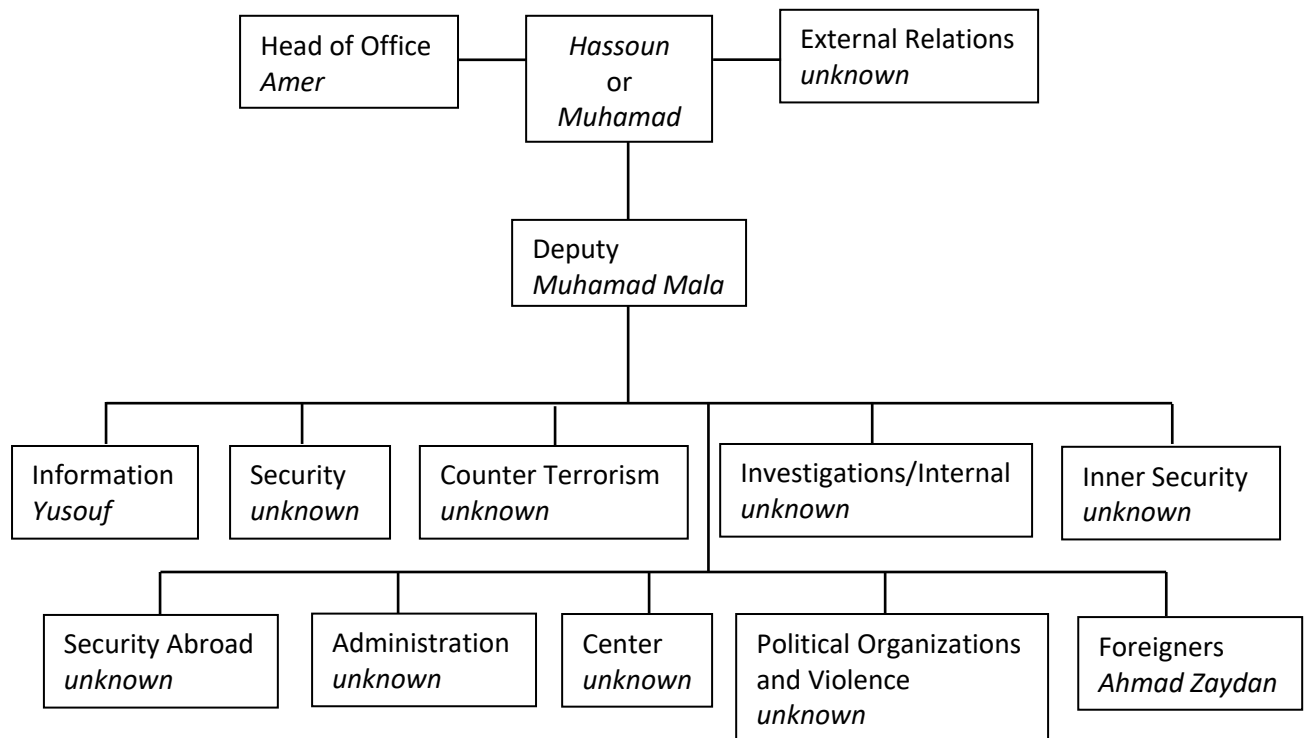 Head of Office
Amer
Hassoun
or
Muhamad
External Relations
unknown
Deputy
Muhamad Mala
Information
Yusouf
Security
unknown
Counter Terrorism
unknown
Investigations/Internal
unknown
Inner Security
unknown
Security Abroad
unknown
Administration
unknown
Center
unknown
Political Organizations
and Violence
unknown
Foreigners
Ahmad Zaydan